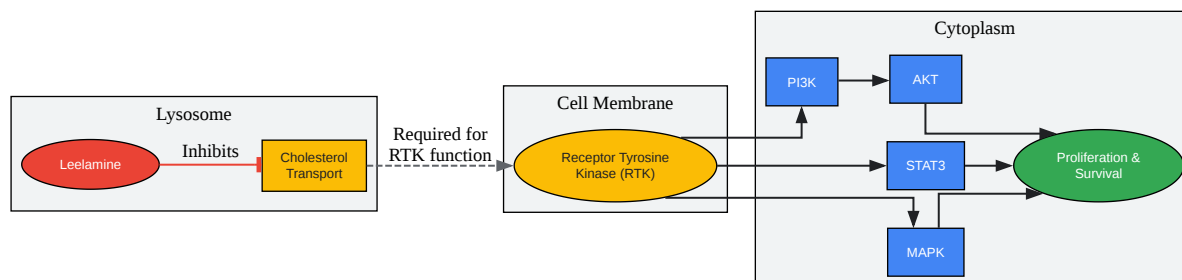 Lysosome
Leelamine
Inhibits
Cholesterol
Transport
Required for
RTK function
Cell Membrane
Receptor Tyrosine
Kinase (RTK)
Cytoplasm
PI3K
AKT
STAT3
MAPK
Proliferation &
Survival